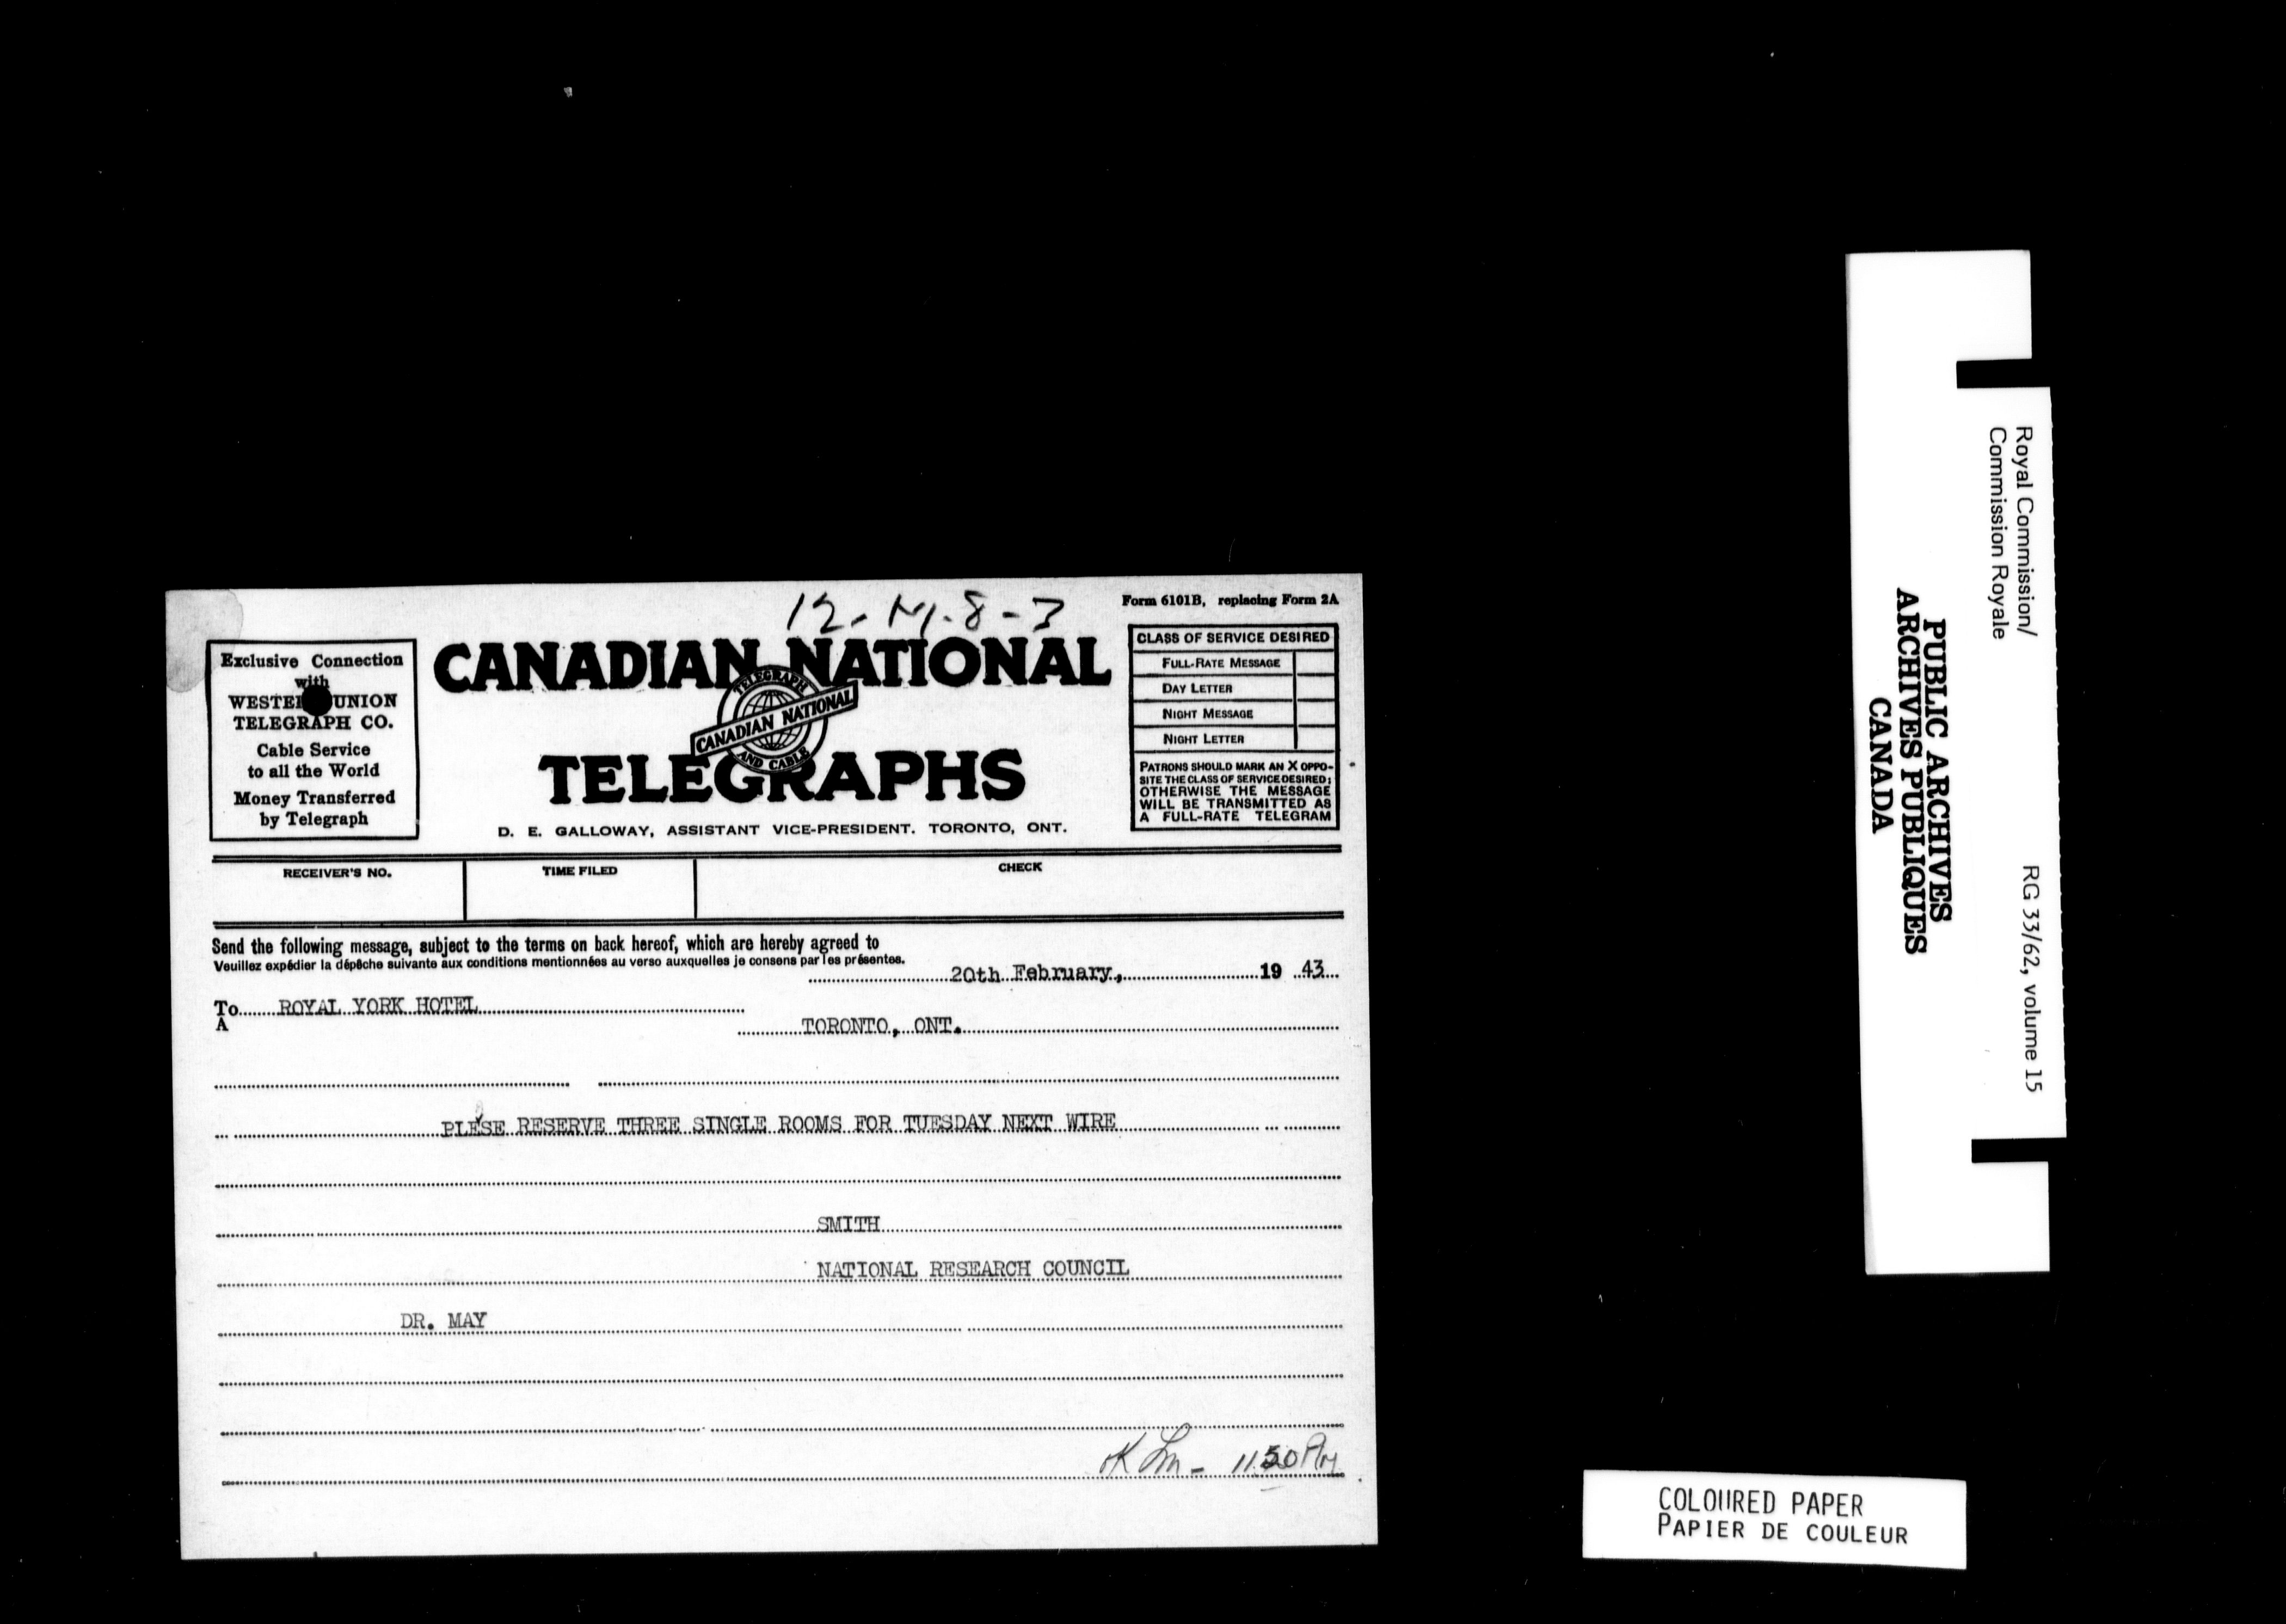 12-M.8-3
Form 6101B, replacing Form 2A
Exclusive Connection
with
WESTE UNION
TELEGRAPH CO.
Cable Service
to all the World
Money Transferred
by Telegraph
CANADIAN NATIONAL
TELEGRAPH
CANADIAN NATIONAL
AND CABLE
TELEGRAPHS
D. E. GALLOWAY, ASSISTANT VICE-PRESIDENT. TORONTO, ONT.
CLASS OF SERVICE DESIRED
FULL-RATE MESSAGE
DAY LETTER
NIGHT MESSAGE
NIGHT LETTER
PATRONS SHOULD MARK AN X OPPO-
SITE THE CLASS OF SERVICE DESIRED;
OTHERWISE THE MESSAGE
WILL BE TRANSMITTED AS
A FULL-RATE TELEGRAM
RECEIVER'S NO. TIME FILED CHECK
Send the following message, subject to the terms on back hereof, which are hereby agreed to
Veuillez expédier la dépêche suivante aux conditions mentionnées au verso auxquelles je consens par les présentes.
20th February, 19 43
To ROYAL YORK HOTEL
A
TORONTO, ONT.
PLESE RESERVE THREE SINGLE ROOMS FOR TUESDAY NEXT WIRE
SMITH
NATIONAL RESEARCH COUNCIL
DR. MAY
1150 PM
Royal Commission/
Commission Royale
RG 33/62, volume 15
PUBLIC ARCHIVES
ARCHIVES PUBLIQUES
CANADA
COLOURED PAPER
PAPIER DE COULEUR